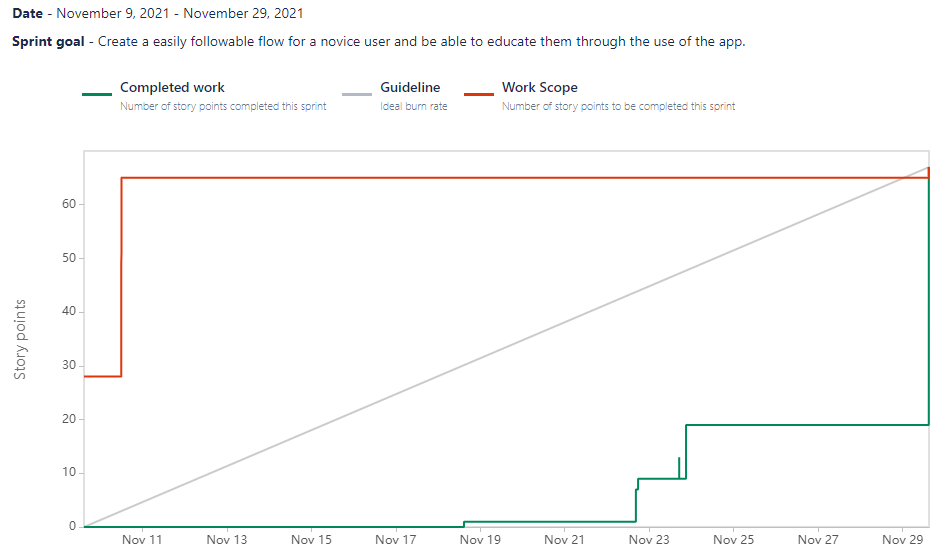 Date - November 9, 2021 - November 29, 2021
Sprint goal - Create a easily followable flow for a novice user and be able to educate them through the use of the app.
Completed work Guideline Work Scope
Number of story points completed this sprint Ideal burn rate Number of story points to be completed this sprint
60
50
40
Story points
30
20
10
0
Nov 11 Nov 13 Nov 15 Nov 17 Nov 19 Nov 21 Nov 23 Nov 25 Nov 27 Nov 29